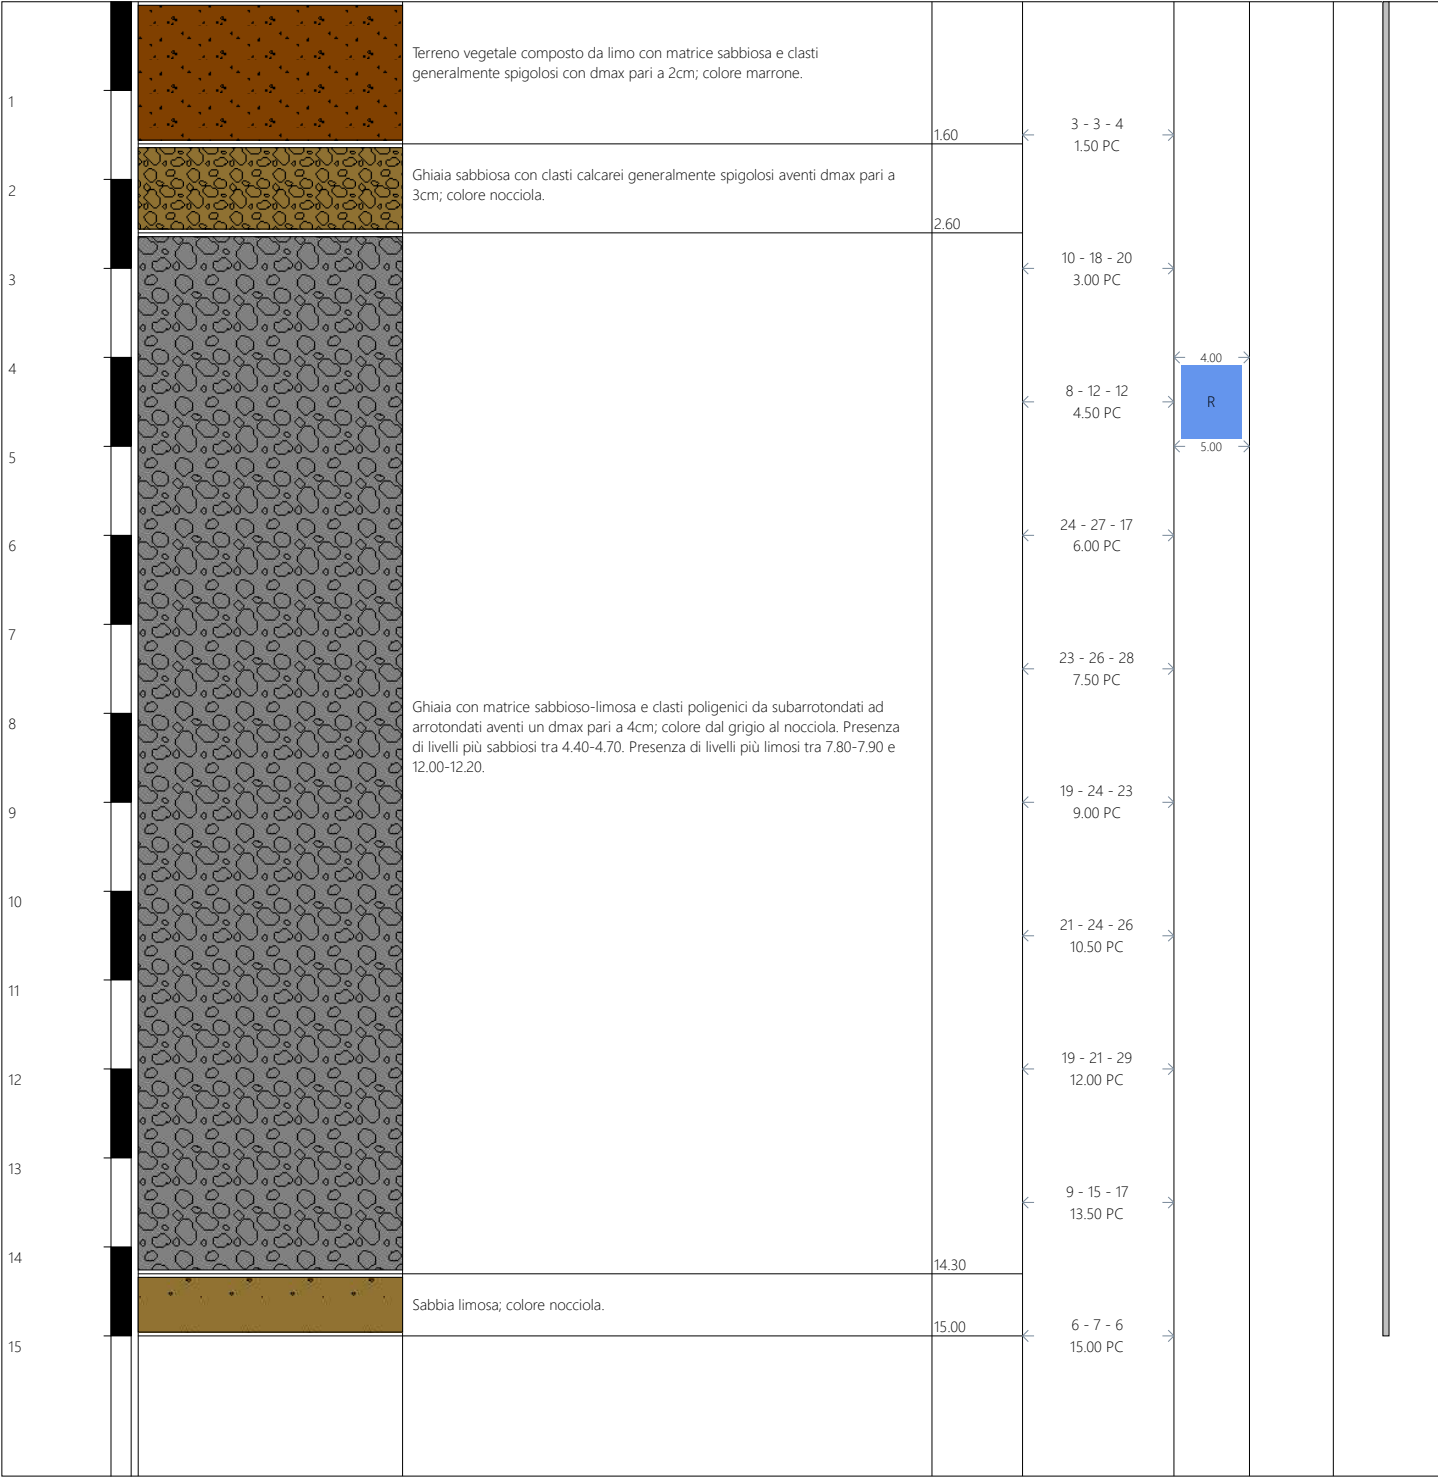 Terreno vegetale composto da limo con matrice sabbiosa e clasti
generalmente spigolosi con dmax pari a 2cm; colore marrone.
1
3 - 3 - 4
1.60
1.50 PC
Ghiaia sabbiosa con clasti calcarei generalmente spigolosi aventi dmax pari a
2
3cm; colore nocciola.
2.60
10 - 18 - 20
3
3.00 PC
4.00
4
8 - 12 - 12
R
4.50 PC
5.00
5
24 - 27 - 17
6
6.00 PC
7
23 - 26 - 28
7.50 PC
Ghiaia con matrice sabbioso-limosa e clasti poligenici da subarrotondati ad
8
arrotondati aventi un dmax pari a 4cm; colore dal grigio al nocciola. Presenza
di livelli più sabbiosi tra 4.40-4.70. Presenza di livelli più limosi tra 7.80-7.90 e
12.00-12.20.
19 - 24 - 23
9
9.00 PC
10
21 - 24 - 26
10.50 PC
11
19 - 21 - 29
12
12.00 PC
13
9 - 15 - 17
13.50 PC
14
14.30
Sabbia limosa; colore nocciola.
15.00
6 - 7 - 6
15
15.00 PC